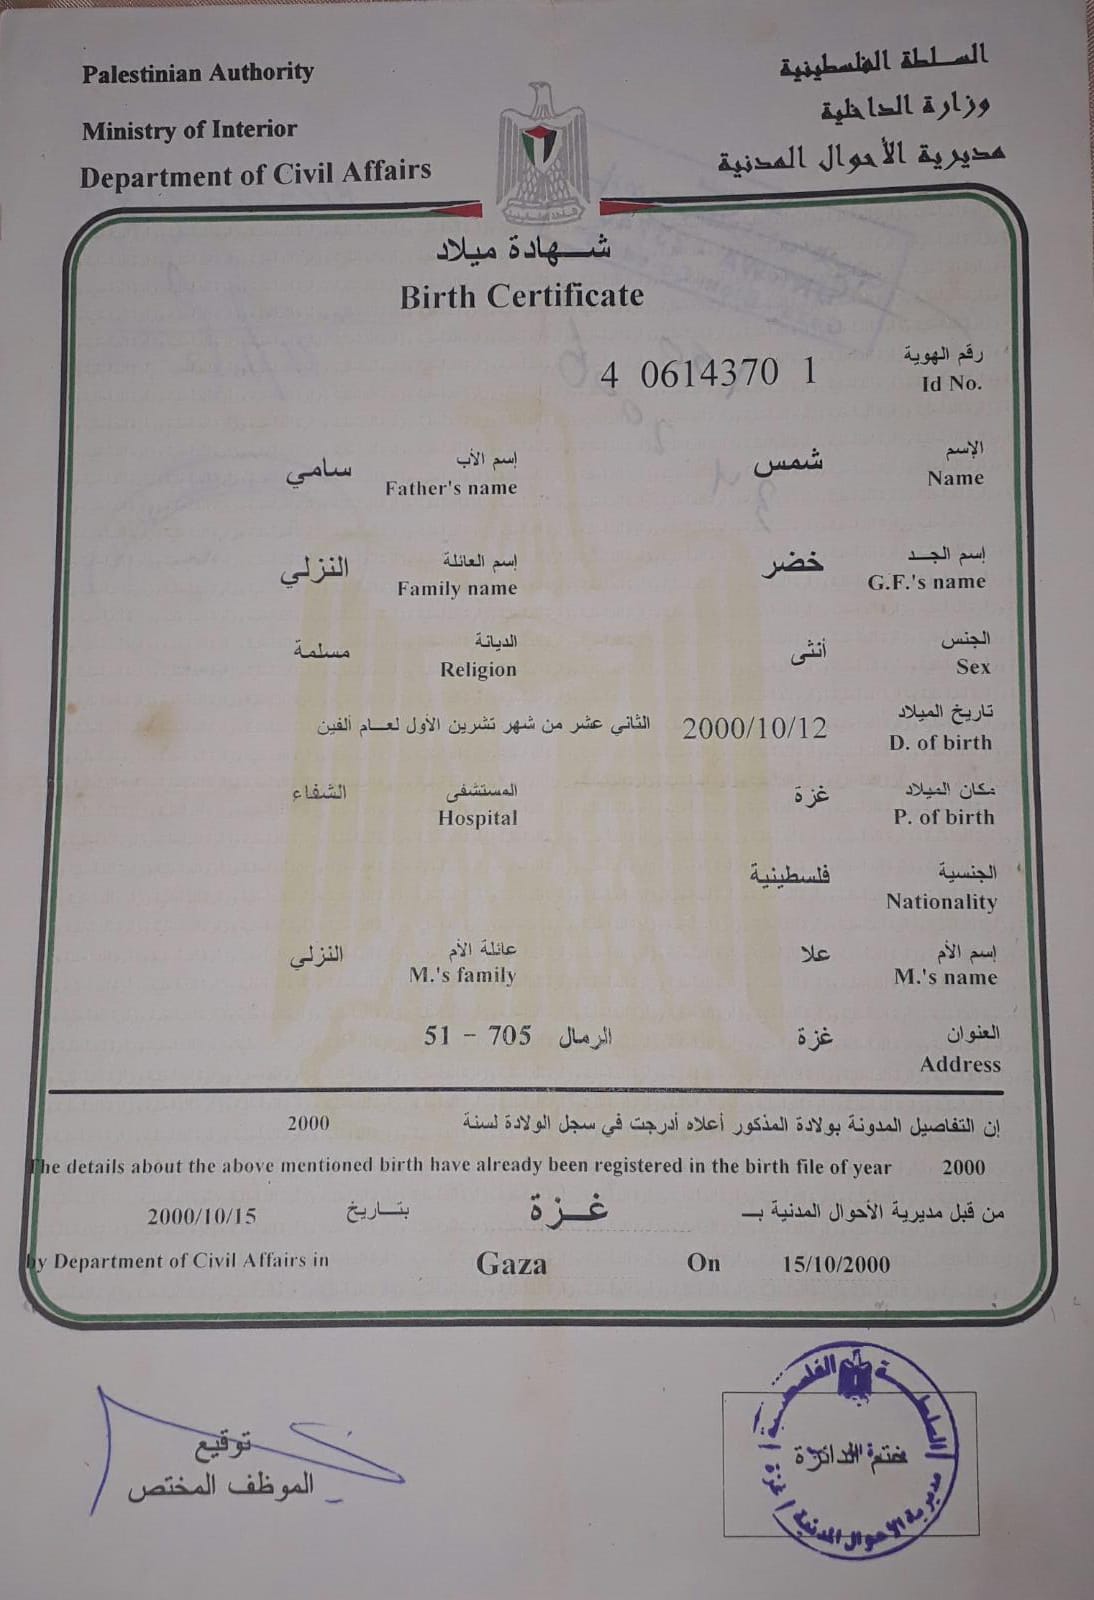 Palestinian Authority
السلطة الفلسطينية
Ministry of Interior
وزارة الداخلية
Department of Civil Affairs
مديرية الأحوال المدنية
شهادة ميلاد
Birth Certificate
رقم الهوية
Id No. 4 0614370 1
الإسم شمس إسم الأب سامي
Name Father's name
إسم الجد خضر إسم العائلة النزلي
G.F.'s name Family name
الجنس أنثى الديانة مسلمة
Sex Religion
تاريخ الميلاد 2000/10/12 الثاني عشر من شهر تشرين الأول لعام ألفين
D. of birth
مكان الميلاد غزة المستشفى الشفاء
P. of birth Hospital
الجنسية فلسطينية
Nationality
إسم الأم علا عائلة الأم النزلي
M.'s name M.'s family
العنوان غزة الرمال 705 - 51
Address
إن التفاصيل المدونة بولادة المذكور أعلاه أدرجت في سجل الولادة لسنة 2000
The details about the above mentioned birth have already been registered in the birth file of year 2000
من قبل مديرية الأحوال المدنية بـ غزة بتاريخ 2000/10/15
by Department of Civil Affairs in Gaza On 15/10/2000
توقيع
الموظف المختص
ختم الدائرة
السلطة الفلسطينية
مديرية الأحوال المدنية / غزة